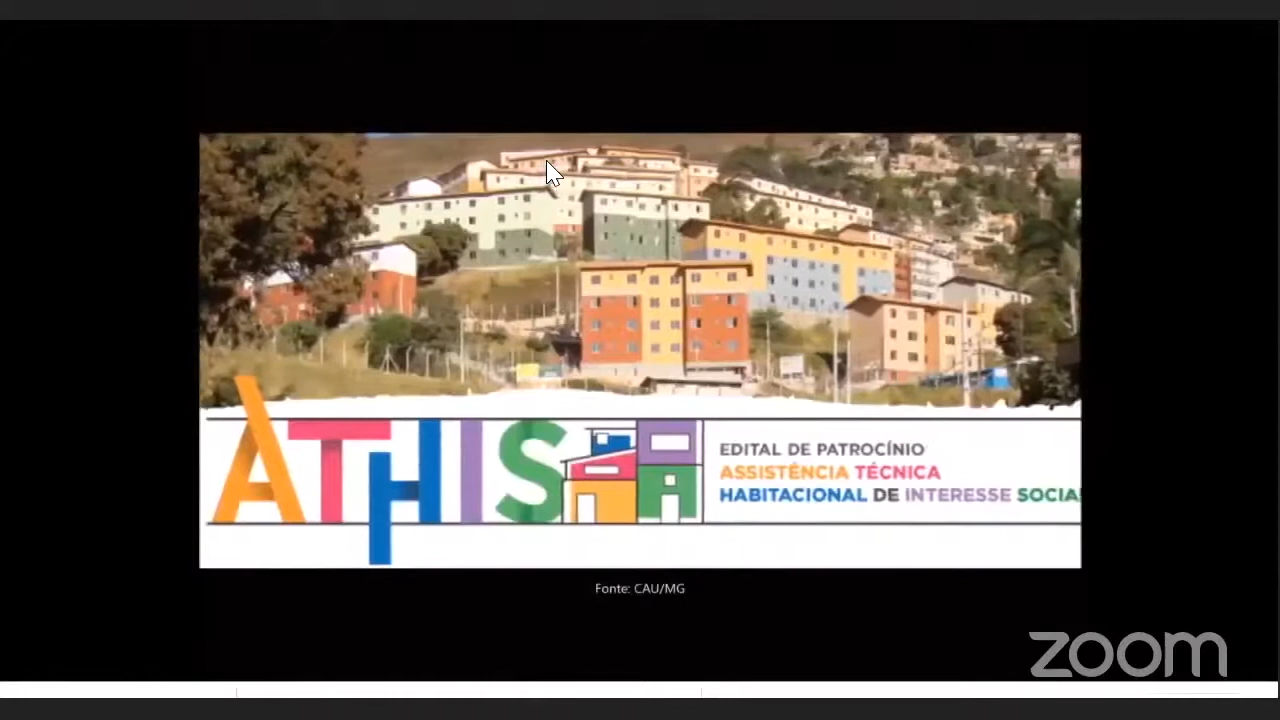 ATHIS
EDITAL DE PATROCÍNIO
ASSISTÊNCIA TÉCNICA
HABITACIONAL DE INTERESSE SOCIAL
Fonte: CAU/MG
zoom